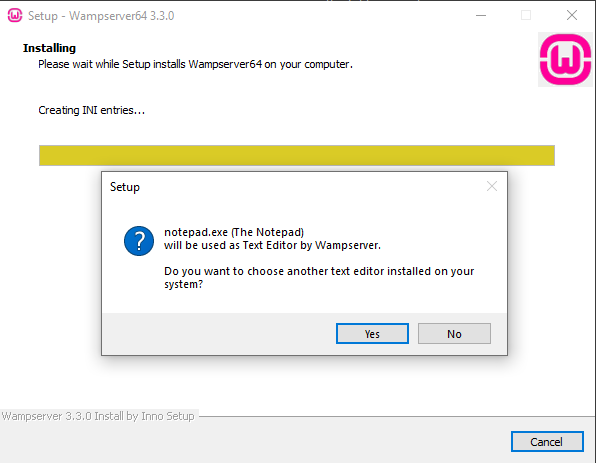 Setup - Wampserver64 3.3.0
Installing
Please wait while Setup installs Wampserver64 on your computer.
Creating INI entries...
Setup
notepad.exe (The Notepad)
will be used as Text Editor by Wampserver.
Do you want to choose another text editor installed on your
system?
Yes No
Wampserver 3.3.0 Install by Inno Setup
Cancel